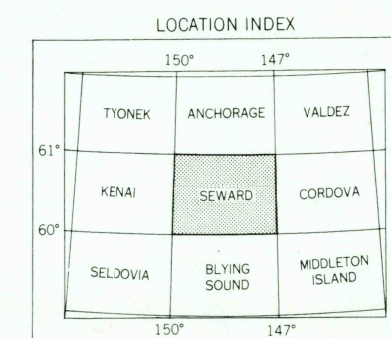 LOCATION INDEX
150° 147°
TYONEK ANCHORAGE VALDEZ
61°
KENAI SEWARD CORDOVA
60°
SELDOVIA BLYING SOUND MIDDLETON ISLAND
150° 147°